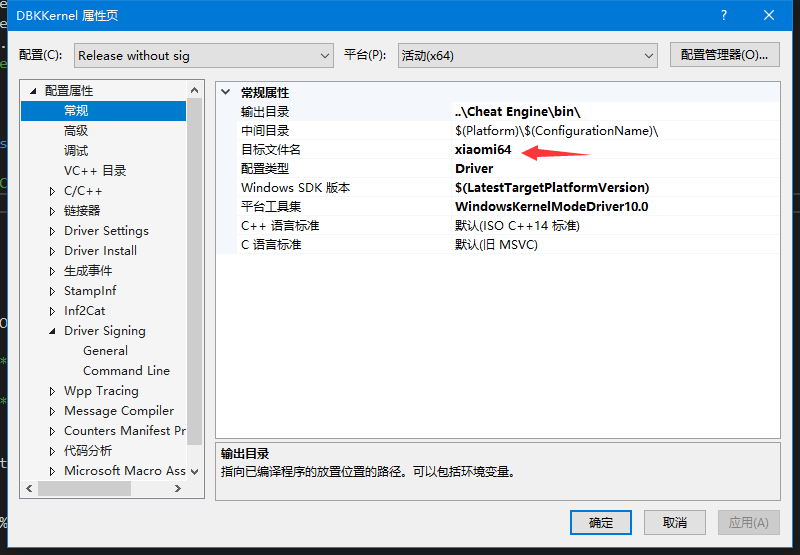 DBKKernel 属性页
配置(C): Release without sig 平台(P): 活动(x64) 配置管理器(O)...
配置属性
常规
高级
调试
VC++ 目录
C/C++
链接器
Driver Settings
Driver Install
生成事件
StampInf
Inf2Cat
Driver Signing
General
Command Line
Wpp Tracing
Message Compiler
Counters Manifest Pr
代码分析
Microsoft Macro Ass
常规属性
输出目录 ..\Cheat Engine\bin\
中间目录 $(Platform)\$(ConfigurationName)\
目标文件名 xiaomi64
配置类型 Driver
Windows SDK 版本 $(LatestTargetPlatformVersion)
平台工具集 WindowsKernelModeDriver10.0
C++ 语言标准 默认(ISO C++14 标准)
C 语言标准 默认(旧 MSVC)
输出目录
指向已编译程序的放置位置的路径。可以包括环境变量。
确定 取消 应用(A)